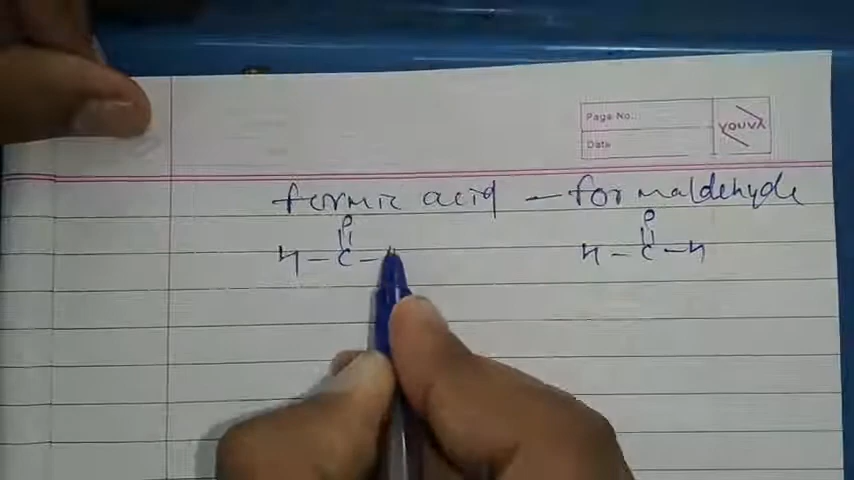 Page No.:
YOUVA
Date
formic acid – formaldehyde
O O
H – C – H – C – H